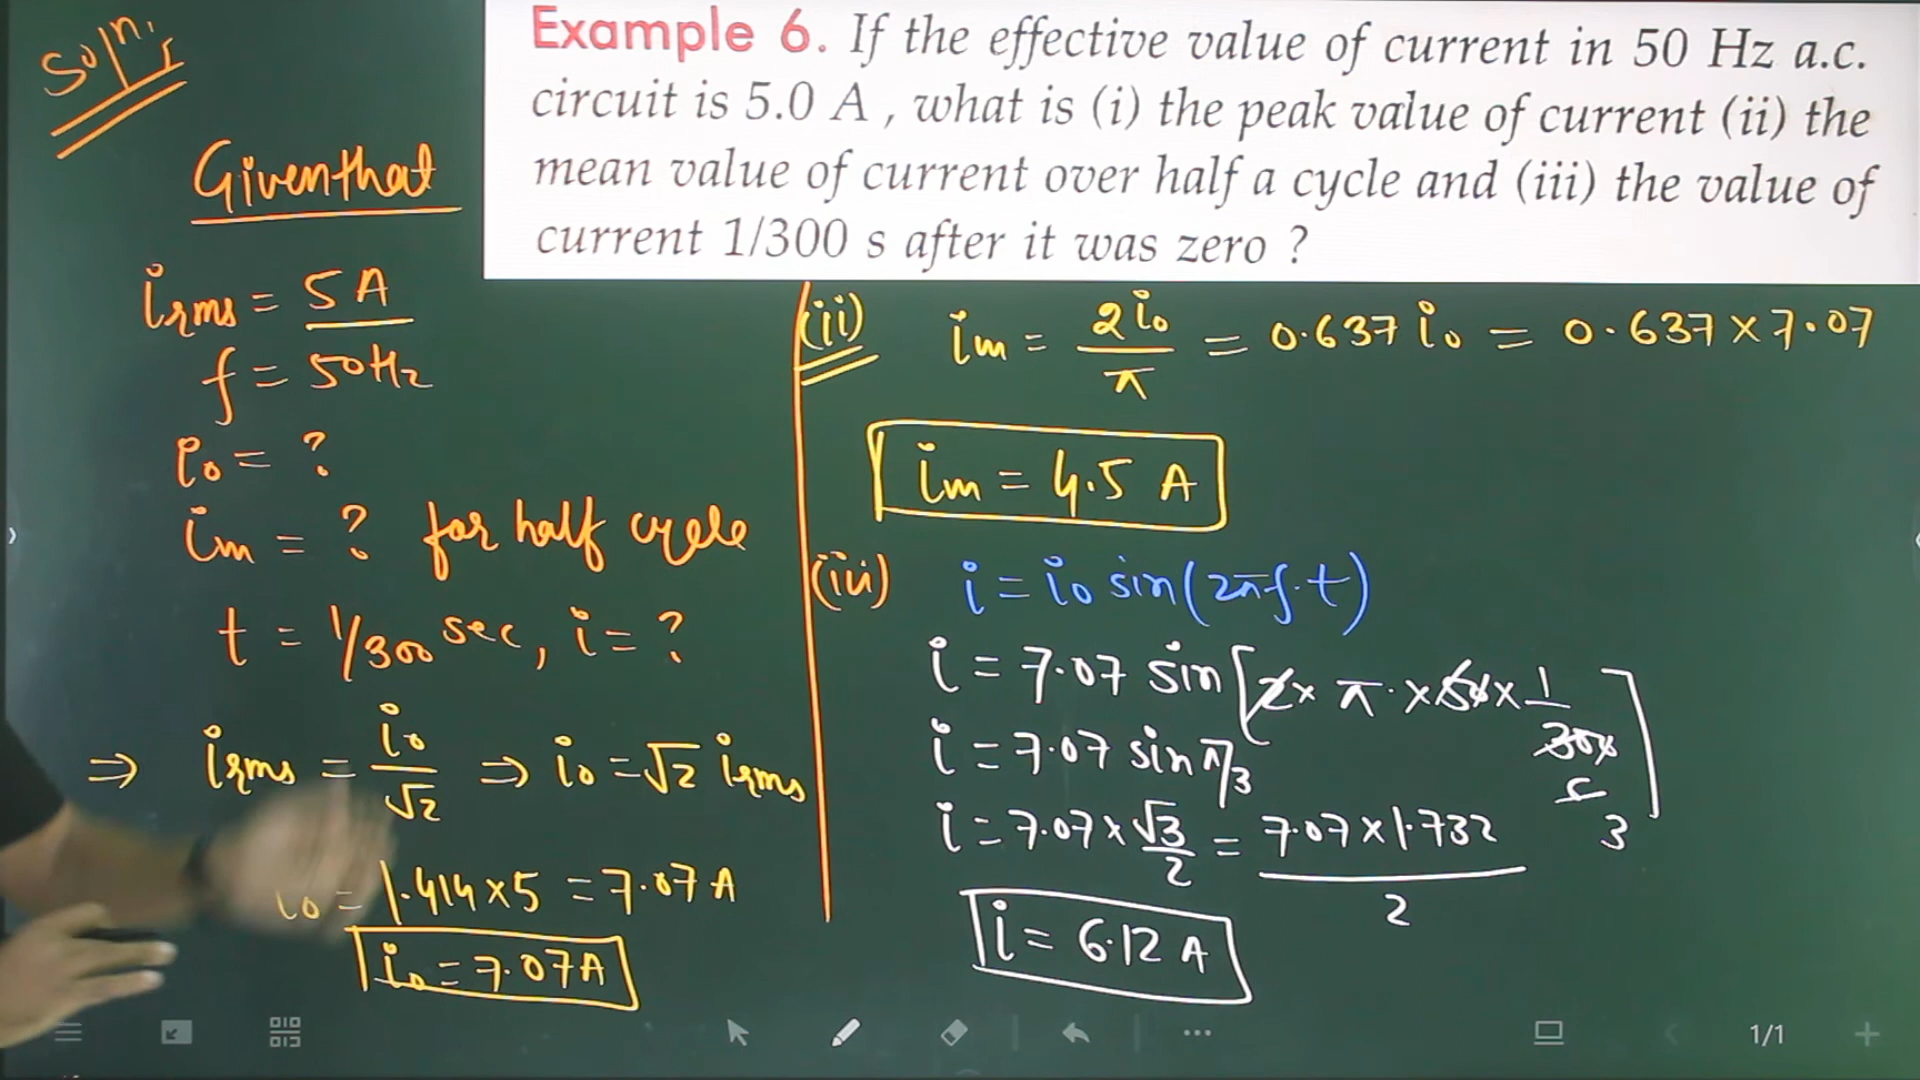 Soln.
Example 6. If the effective value of current in 50 Hz a.c.
circuit is 5.0 A , what is (i) the peak value of current (ii) the
mean value of current over half a cycle and (iii) the value of
current 1/300 s after it was zero ?
Given that
irms = 5 A
f = 50Hz
i₀ = ?
im = ? for half cycle
t = 1/300 sec, i = ?
⇒ irms = i₀/√2 ⇒ i₀ = √2 irms
i₀ = 1.414 × 5 = 7.07 A
i₀ = 7.07A
(ii) im = 2i₀/π = 0.637 i₀ = 0.637 × 7.07
im = 4.5 A
(iii) i = i₀ sin(2πf.t)
i = 7.07 sin[2 × π × 50 × 1/300]
3
i = 7.07 sin π/3
i = 7.07 × √3/2 = 7.07 × 1.732/2
i = 6.12 A
1/1